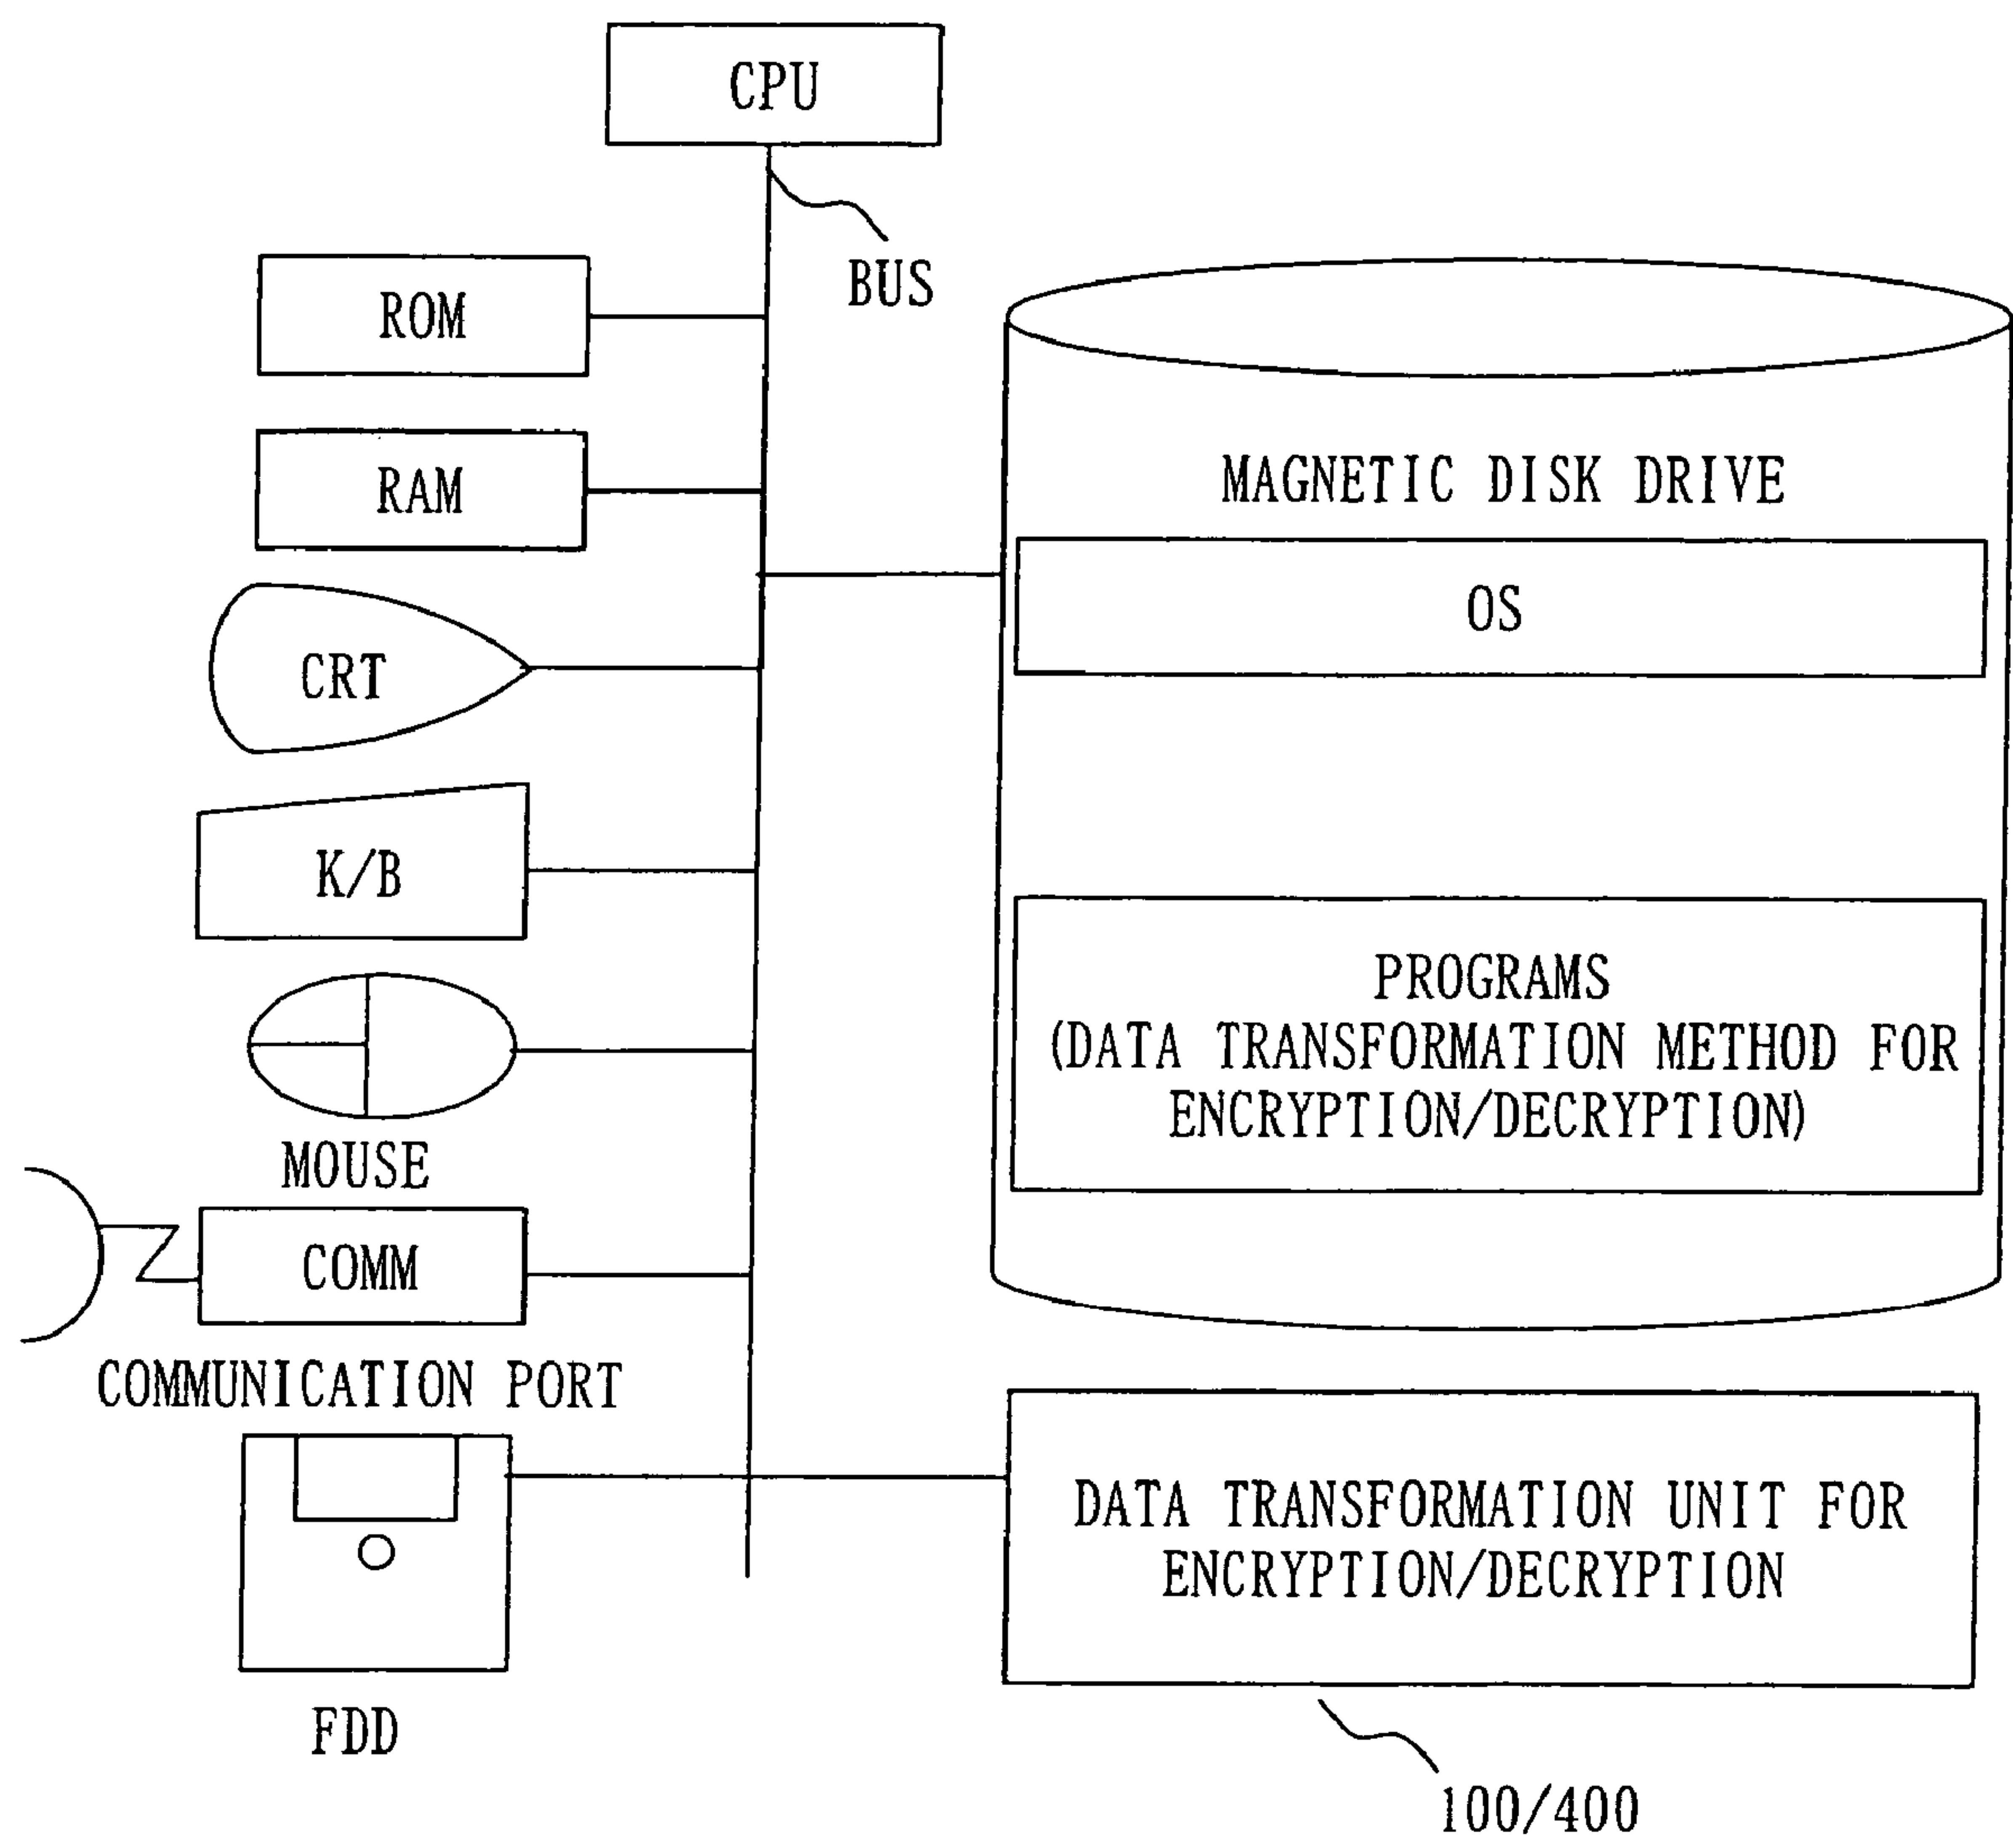 CPU
BUS
ROM
RAM
CRT
K/B
MOUSE
COMM
COMMUNICATION PORT
FDD
MAGNETIC DISK DRIVE
OS
PROGRAMS
(DATA TRANSFORMATION METHOD FOR
ENCRYPTION/DECRYPTION)
DATA TRANSFORMATION UNIT FOR
ENCRYPTION/DECRYPTION
100/400